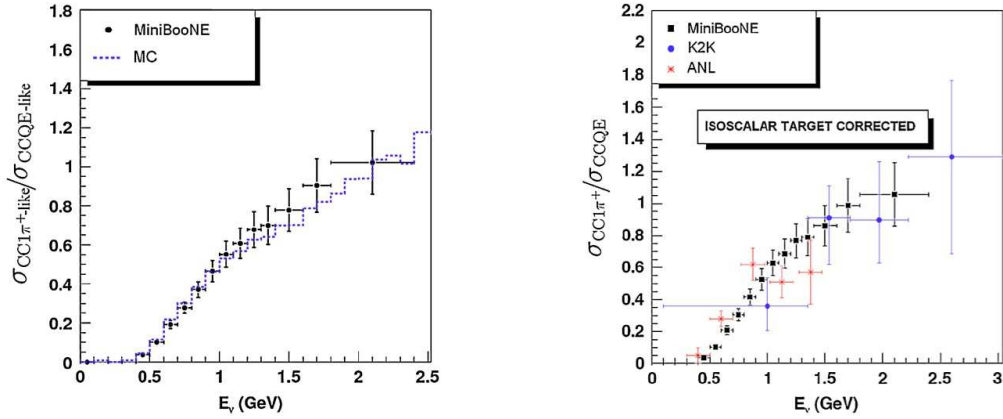 1.8
1.6
1.4
1.2
1
0.8
0.6
0.4
0.2
0
0 0.5 1 1.5 2 2.5
σCC1π+-like/σCCQE-like
Eν (GeV)
MiniBooNE
MC
2.2
2
1.8
1.6
1.4
1.2
1
0.8
0.6
0.4
0.2
0
0 0.5 1 1.5 2 2.5 3
σCC1π+/σCCQE
Eν (GeV)
MiniBooNE
K2K
ANL
ISOSCALAR TARGET CORRECTED